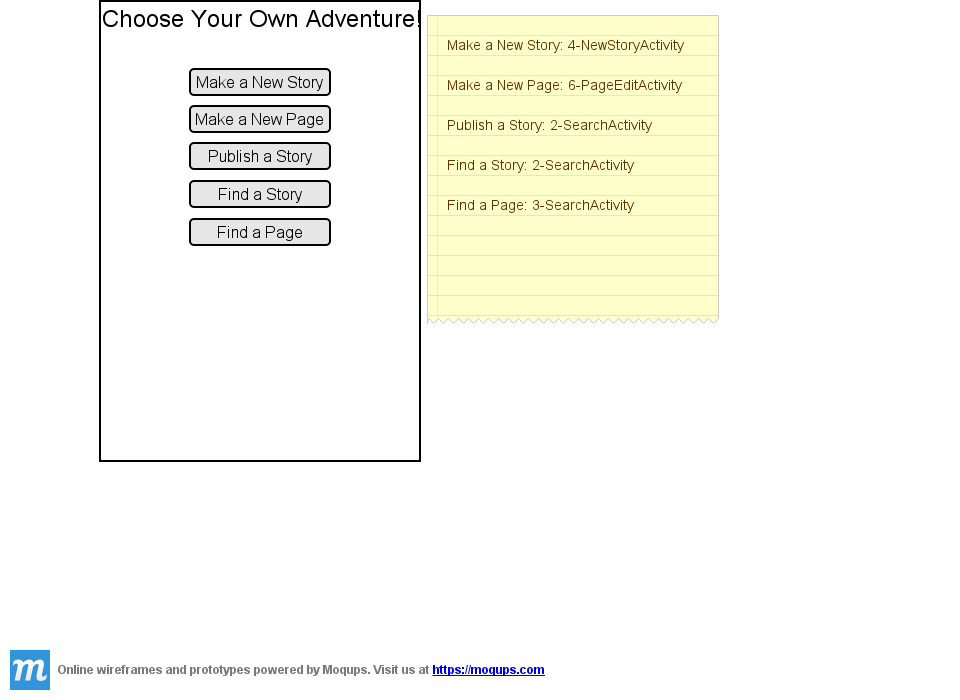 Choose Your Own Adventure!
Make a New Story
Make a New Page
Publish a Story
Find a Story
Find a Page
Make a New Story: 4-NewStoryActivity
Make a New Page: 6-PageEditActivity
Publish a Story: 2-SearchActivity
Find a Story: 2-SearchActivity
Find a Page: 3-SearchActivity
m Online wireframes and prototypes powered by Moqups. Visit us at https://moqups.com